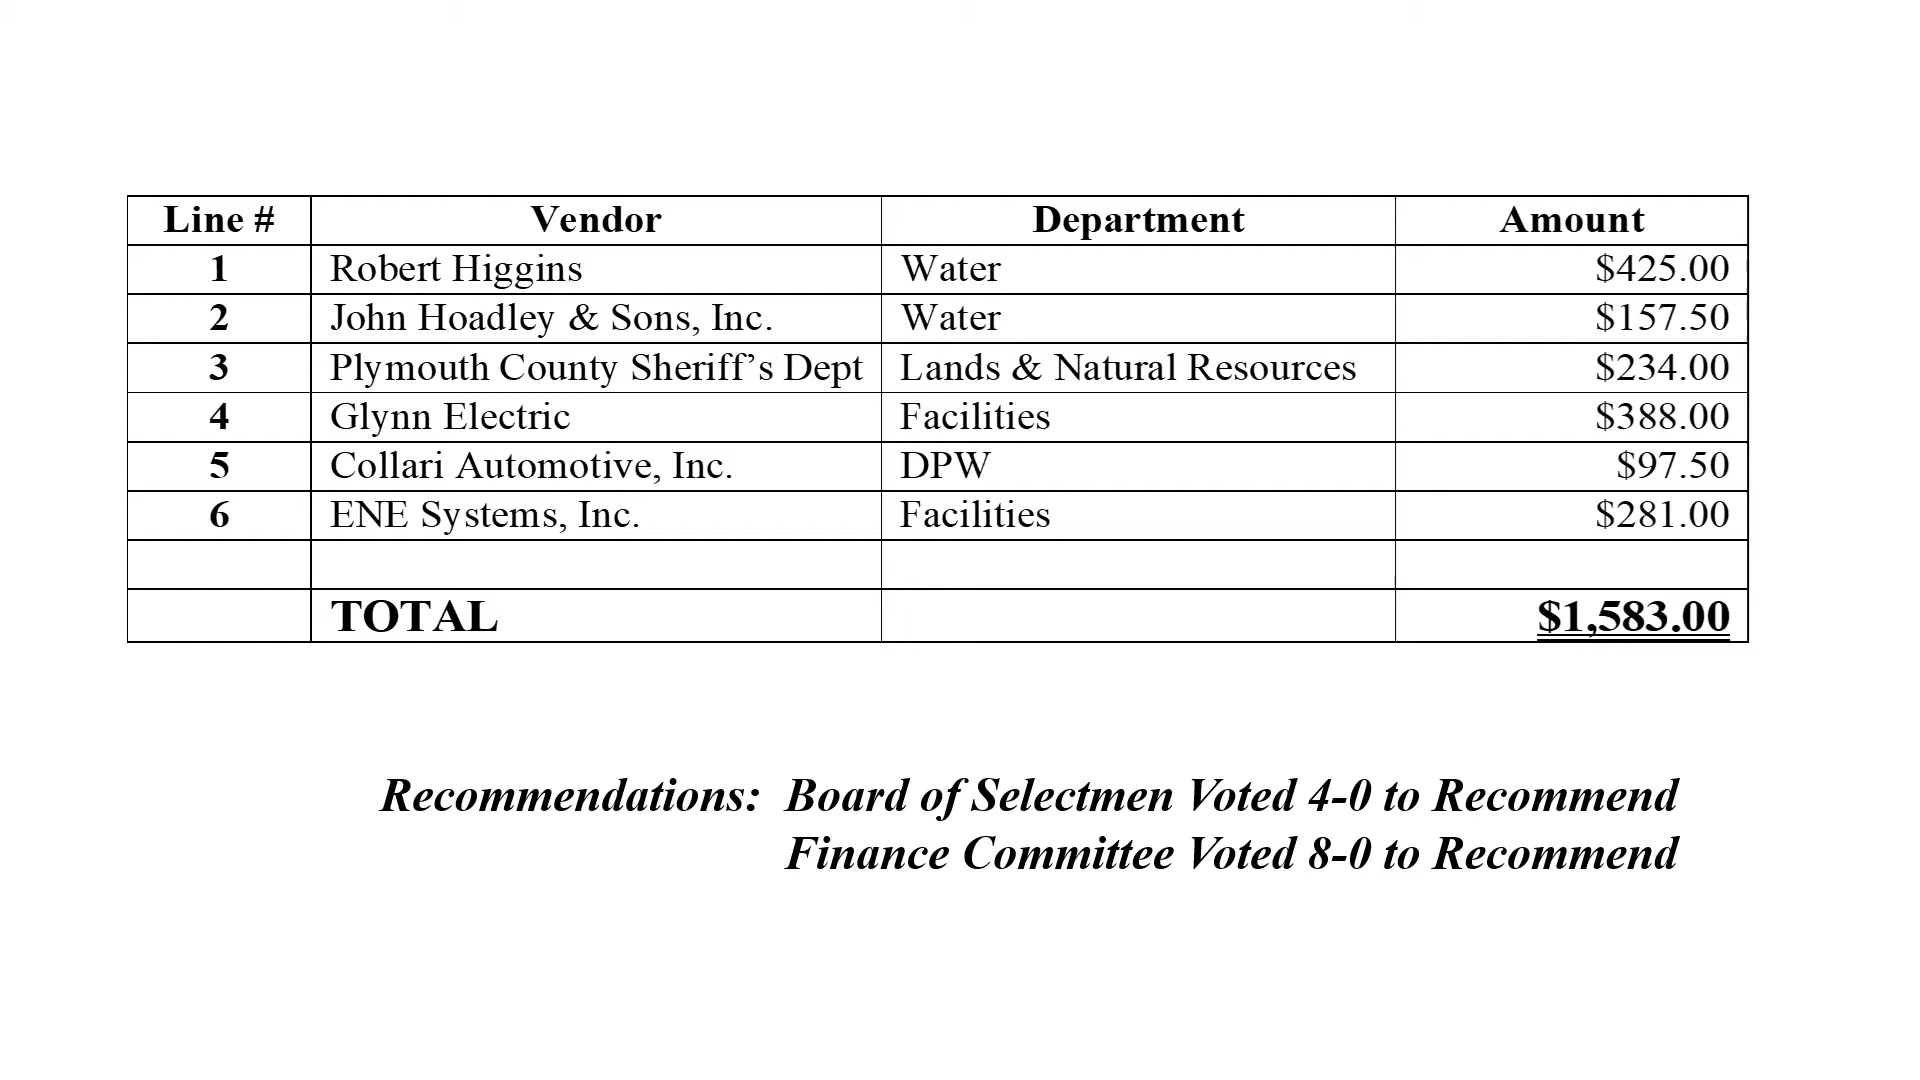 Line # Vendor Department Amount
1 Robert Higgins Water $425.00
2 John Hoadley & Sons, Inc. Water $157.50
3 Plymouth County Sheriff’s Dept Lands & Natural Resources $234.00
4 Glynn Electric Facilities $388.00
5 Collari Automotive, Inc. DPW $97.50
6 ENE Systems, Inc. Facilities $281.00
TOTAL $1,583.00
Recommendations: Board of Selectmen Voted 4-0 to Recommend
Finance Committee Voted 8-0 to Recommend